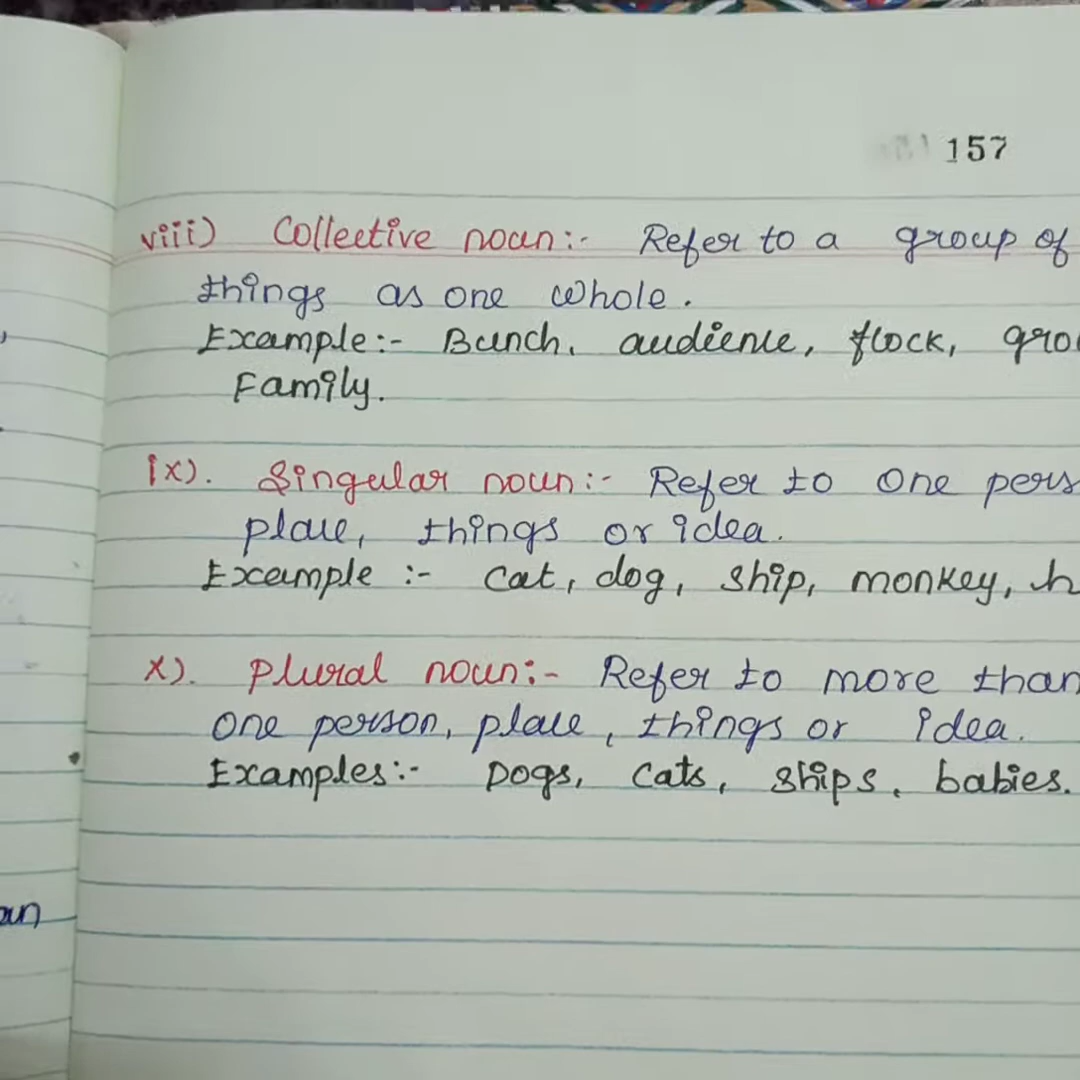 157
viii) Collective noun:- Refer to a group of
things as one whole.
Example:- Bunch, audience, flock,
Family.
ix). Singular noun:- Refer to One
place, things or idea.
Example :- Cat, dog, Ship, monkey,
x). Plural noun:- Refer to more than
One person, place, things or idea.
Examples:- Dogs, Cats, Ships, babies.